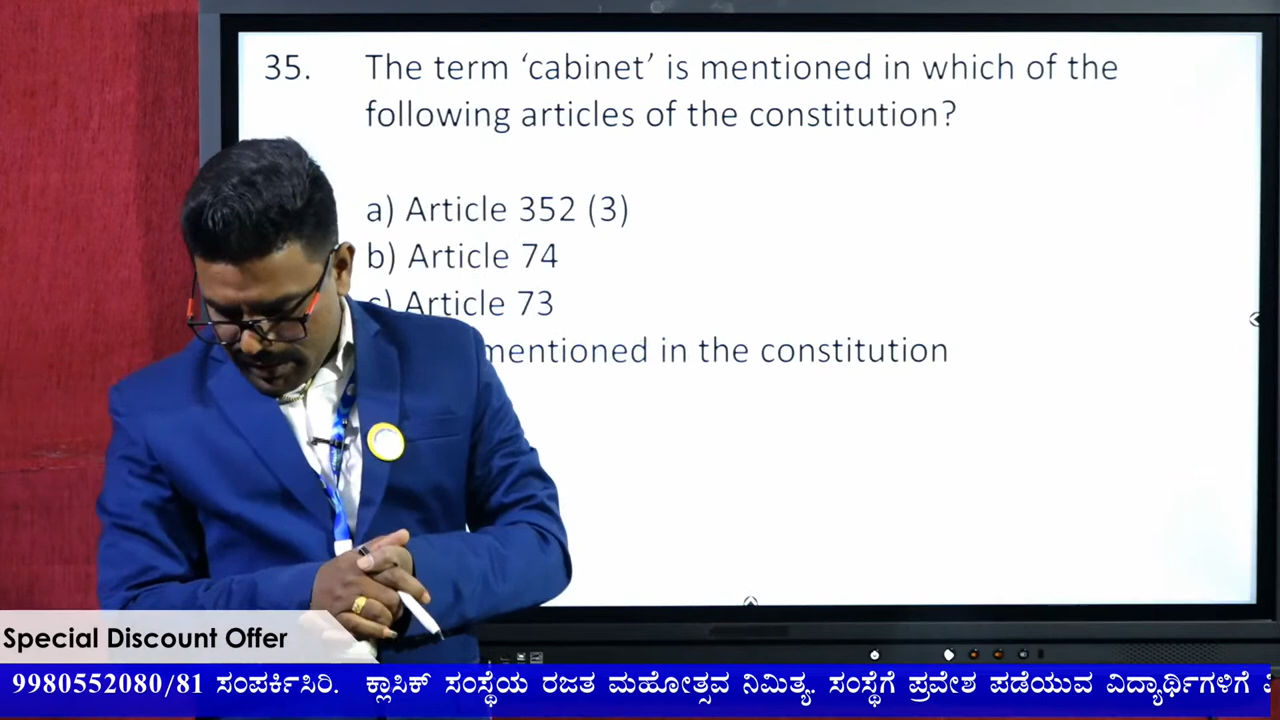 35. The term ‘cabinet’ is mentioned in which of the
following articles of the constitution?
a) Article 352 (3)
b) Article 74
c) Article 73
mentioned in the constitution
Special Discount Offer
9980552080/81 ಸಂಪರ್ಕಿಸಿರಿ. ಕ್ಲಾಸಿಕ್ ಸಂಸ್ಥೆಯ ರಜತ ಮಹೋತ್ಸವ ನಿಮಿತ್ಯ. ಸಂಸ್ಥೆಗೆ ಪ್ರವೇಶ ಪಡೆಯುವ ವಿದ್ಯಾರ್ಥಿಗಳಿಗೆ